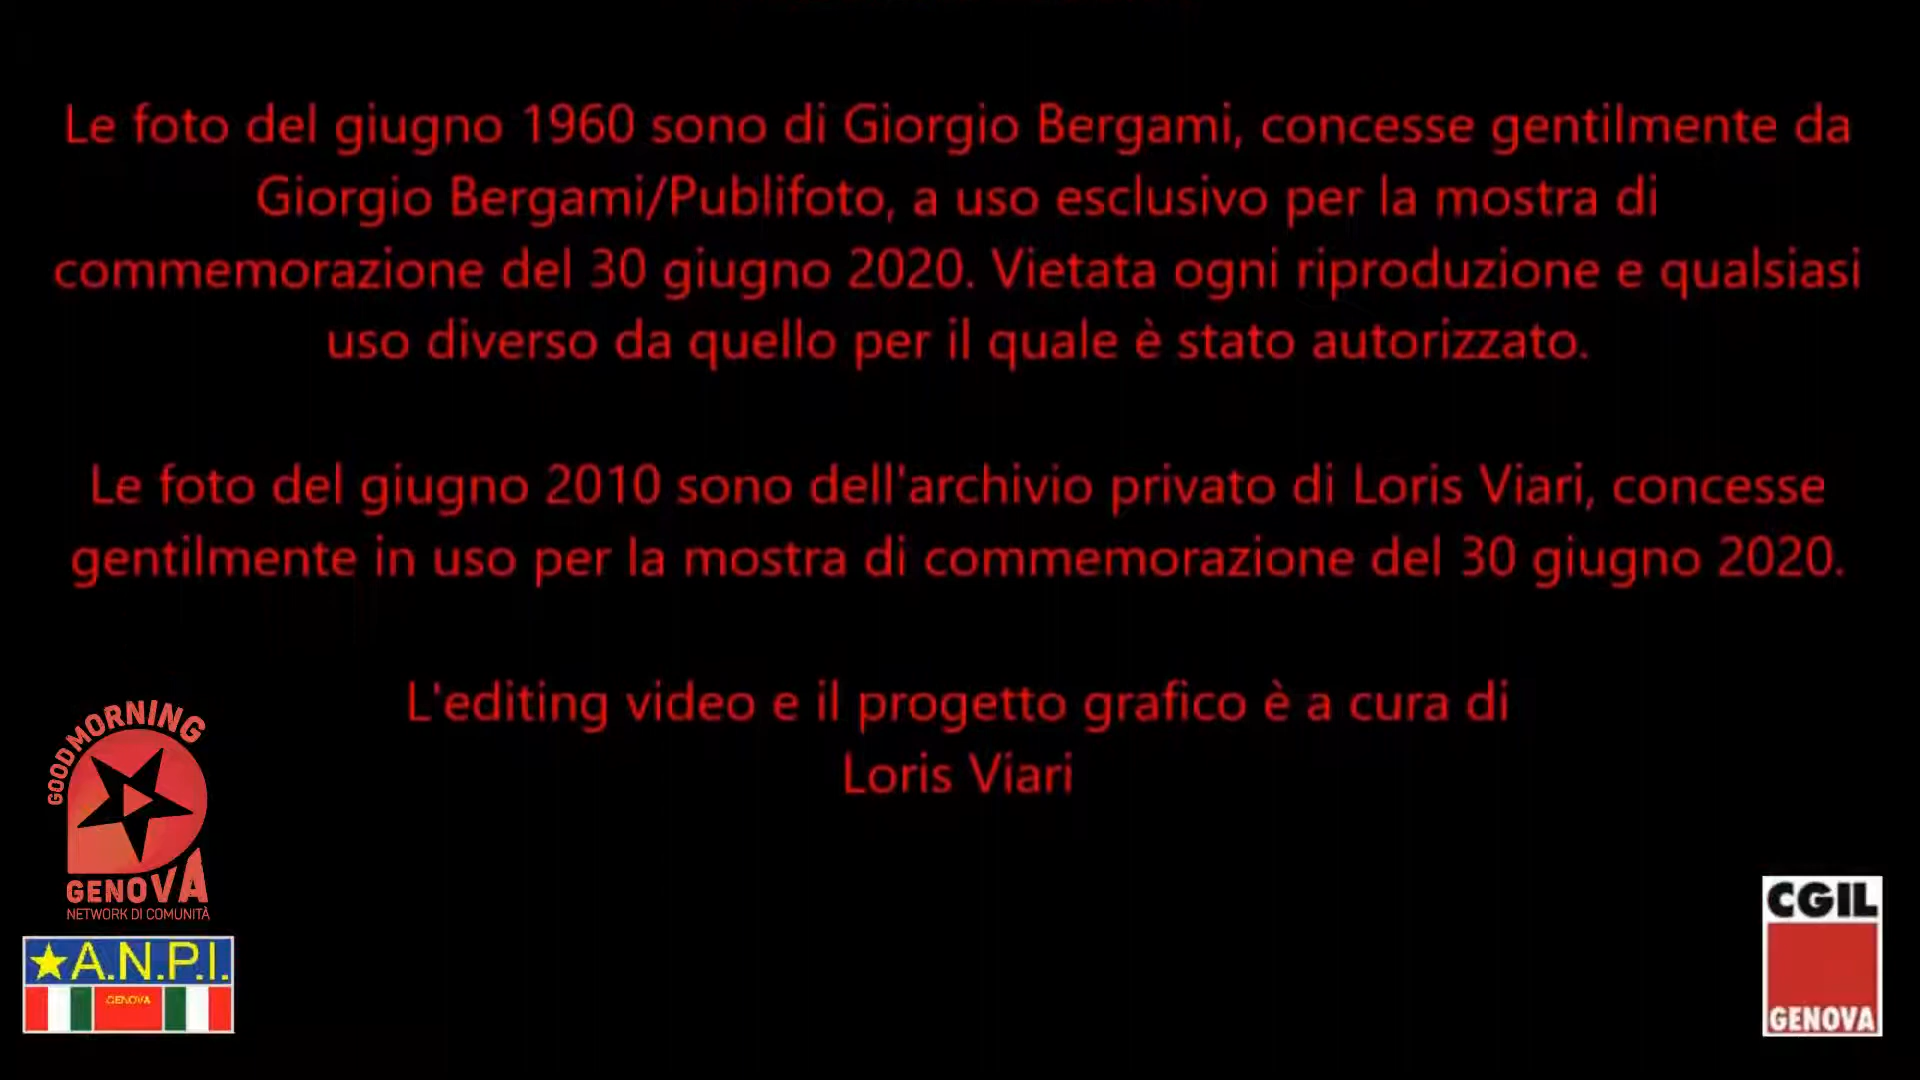 Le foto del giugno 1960 sono di Giorgio Bergami, concesse gentilmente da
Giorgio Bergami/Publifoto, a uso esclusivo per la mostra di
commemorazione del 30 giugno 2020. Vietata ogni riproduzione e qualsiasi
uso diverso da quello per il quale è stato autorizzato.
Le foto del giugno 2010 sono dell'archivio privato di Loris Viari, concesse
gentilmente in uso per la mostra di commemorazione del 30 giugno 2020.
L'editing video e il progetto grafico è a cura di
Loris Viari
GOODMORNING
GENOVA
NETWORK DI COMUNITÀ
A.N.P.I.
GENOVA
CGIL
GENOVA